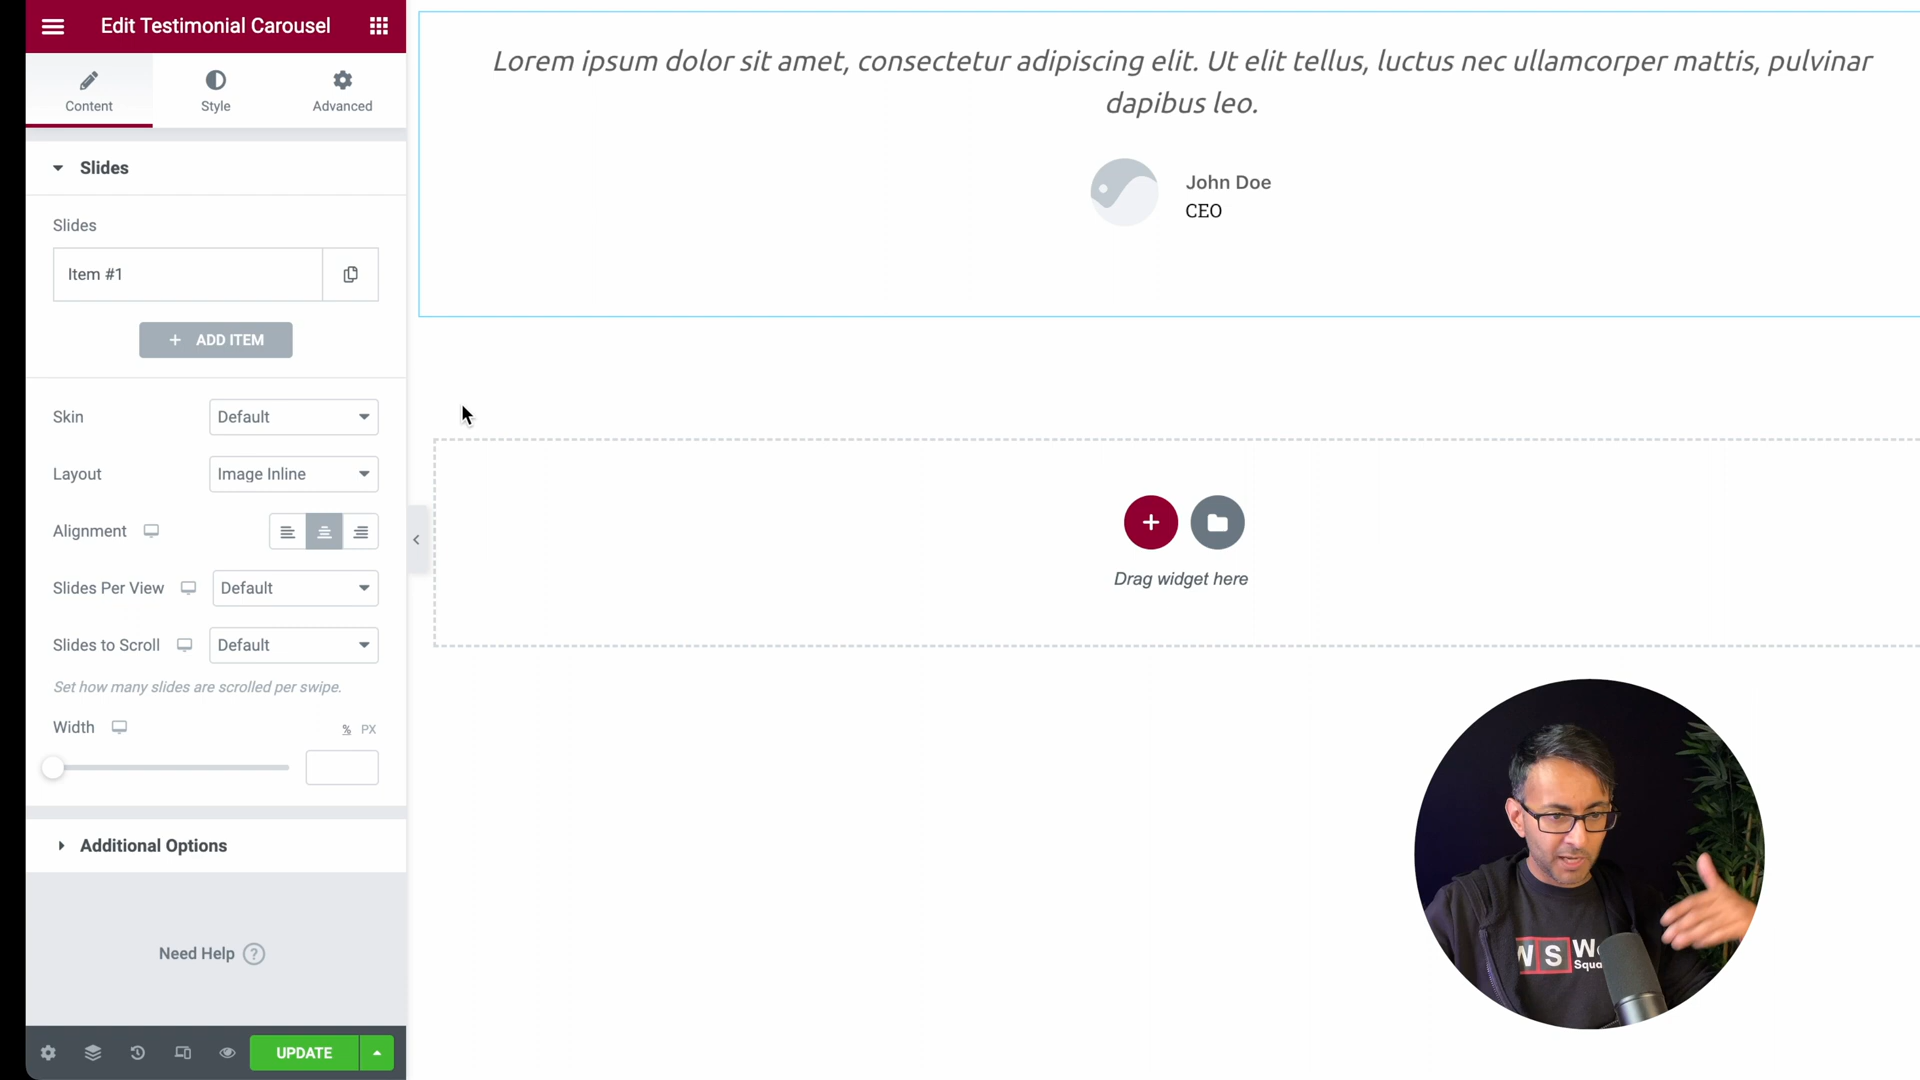 Edit Testimonial Carousel
Content
Style
Advanced
Slides
Slides
Item #1
+ ADD ITEM
Skin
Default
Layout
Image Inline
Alignment
Slides Per View
Default
Slides to Scroll
Default
Set how many slides are scrolled per swipe.
Width
% PX
Additional Options
Need Help ?
UPDATE
Lorem ipsum dolor sit amet, consectetur adipiscing elit. Ut elit tellus, luctus nec ullamcorper mattis, pulvinar
dapibus leo.
John Doe
CEO
Drag widget here
W S